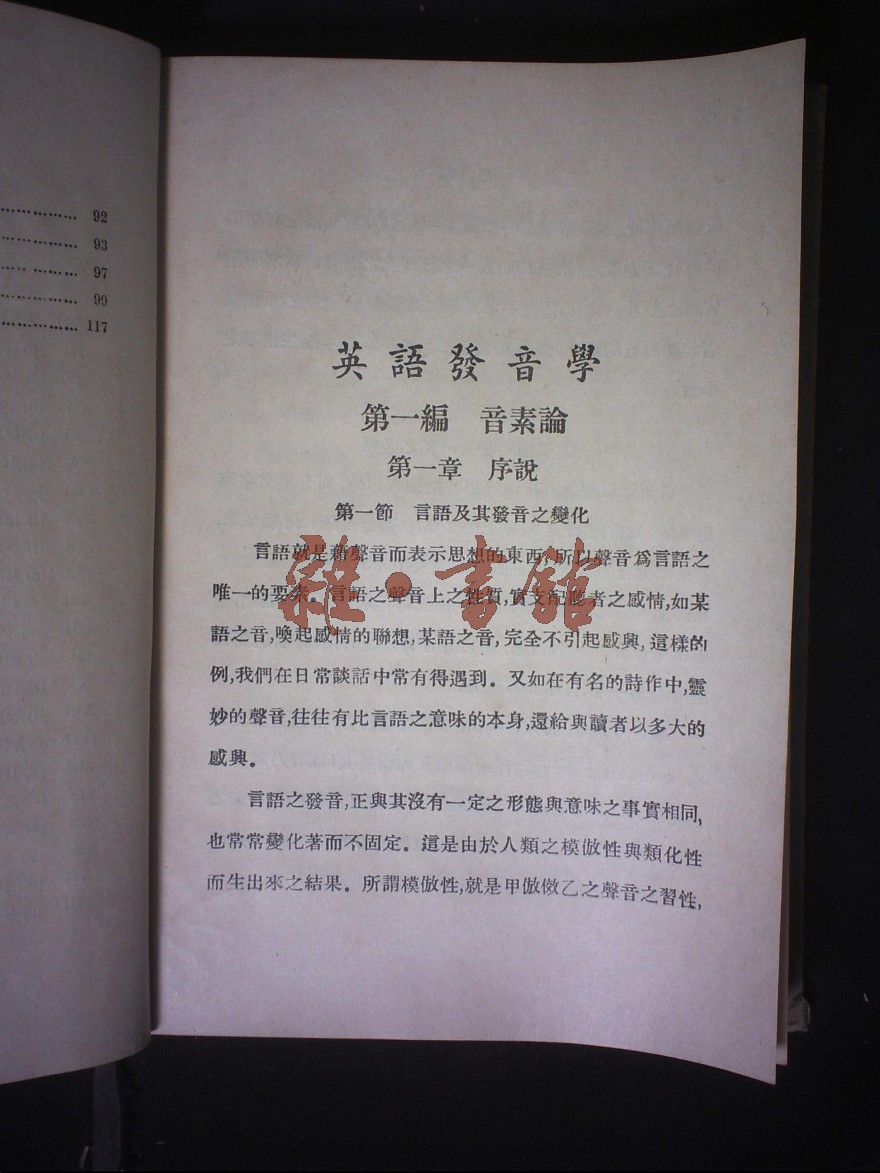 92
93
97
99
117
英語發音學
第一編 音素論
第一章 序說
第一節 言語及其發音之變化
言語就是藉聲音而表示思想的東西,所以聲音爲言語之
唯一的要素。言語之聲音上之性質,實支配聽者之感情,如某
語之音,喚起感情的聯想,某語之音,完全不引起感興,這樣的
例,我們在日常談話中常有得遇到。又如在有名的詩作中,靈
妙的聲音,往往有比言語之意味的本身,還給與讀者以多大的
感興。
言語之發音,正與其沒有一定之形態與意味之事實相同,
也常常變化著而不固定。這是由於人類之模倣性與類化性
而生出來之結果。所謂模倣性,就是甲倣傚乙之聲音之習性,
雜·書館